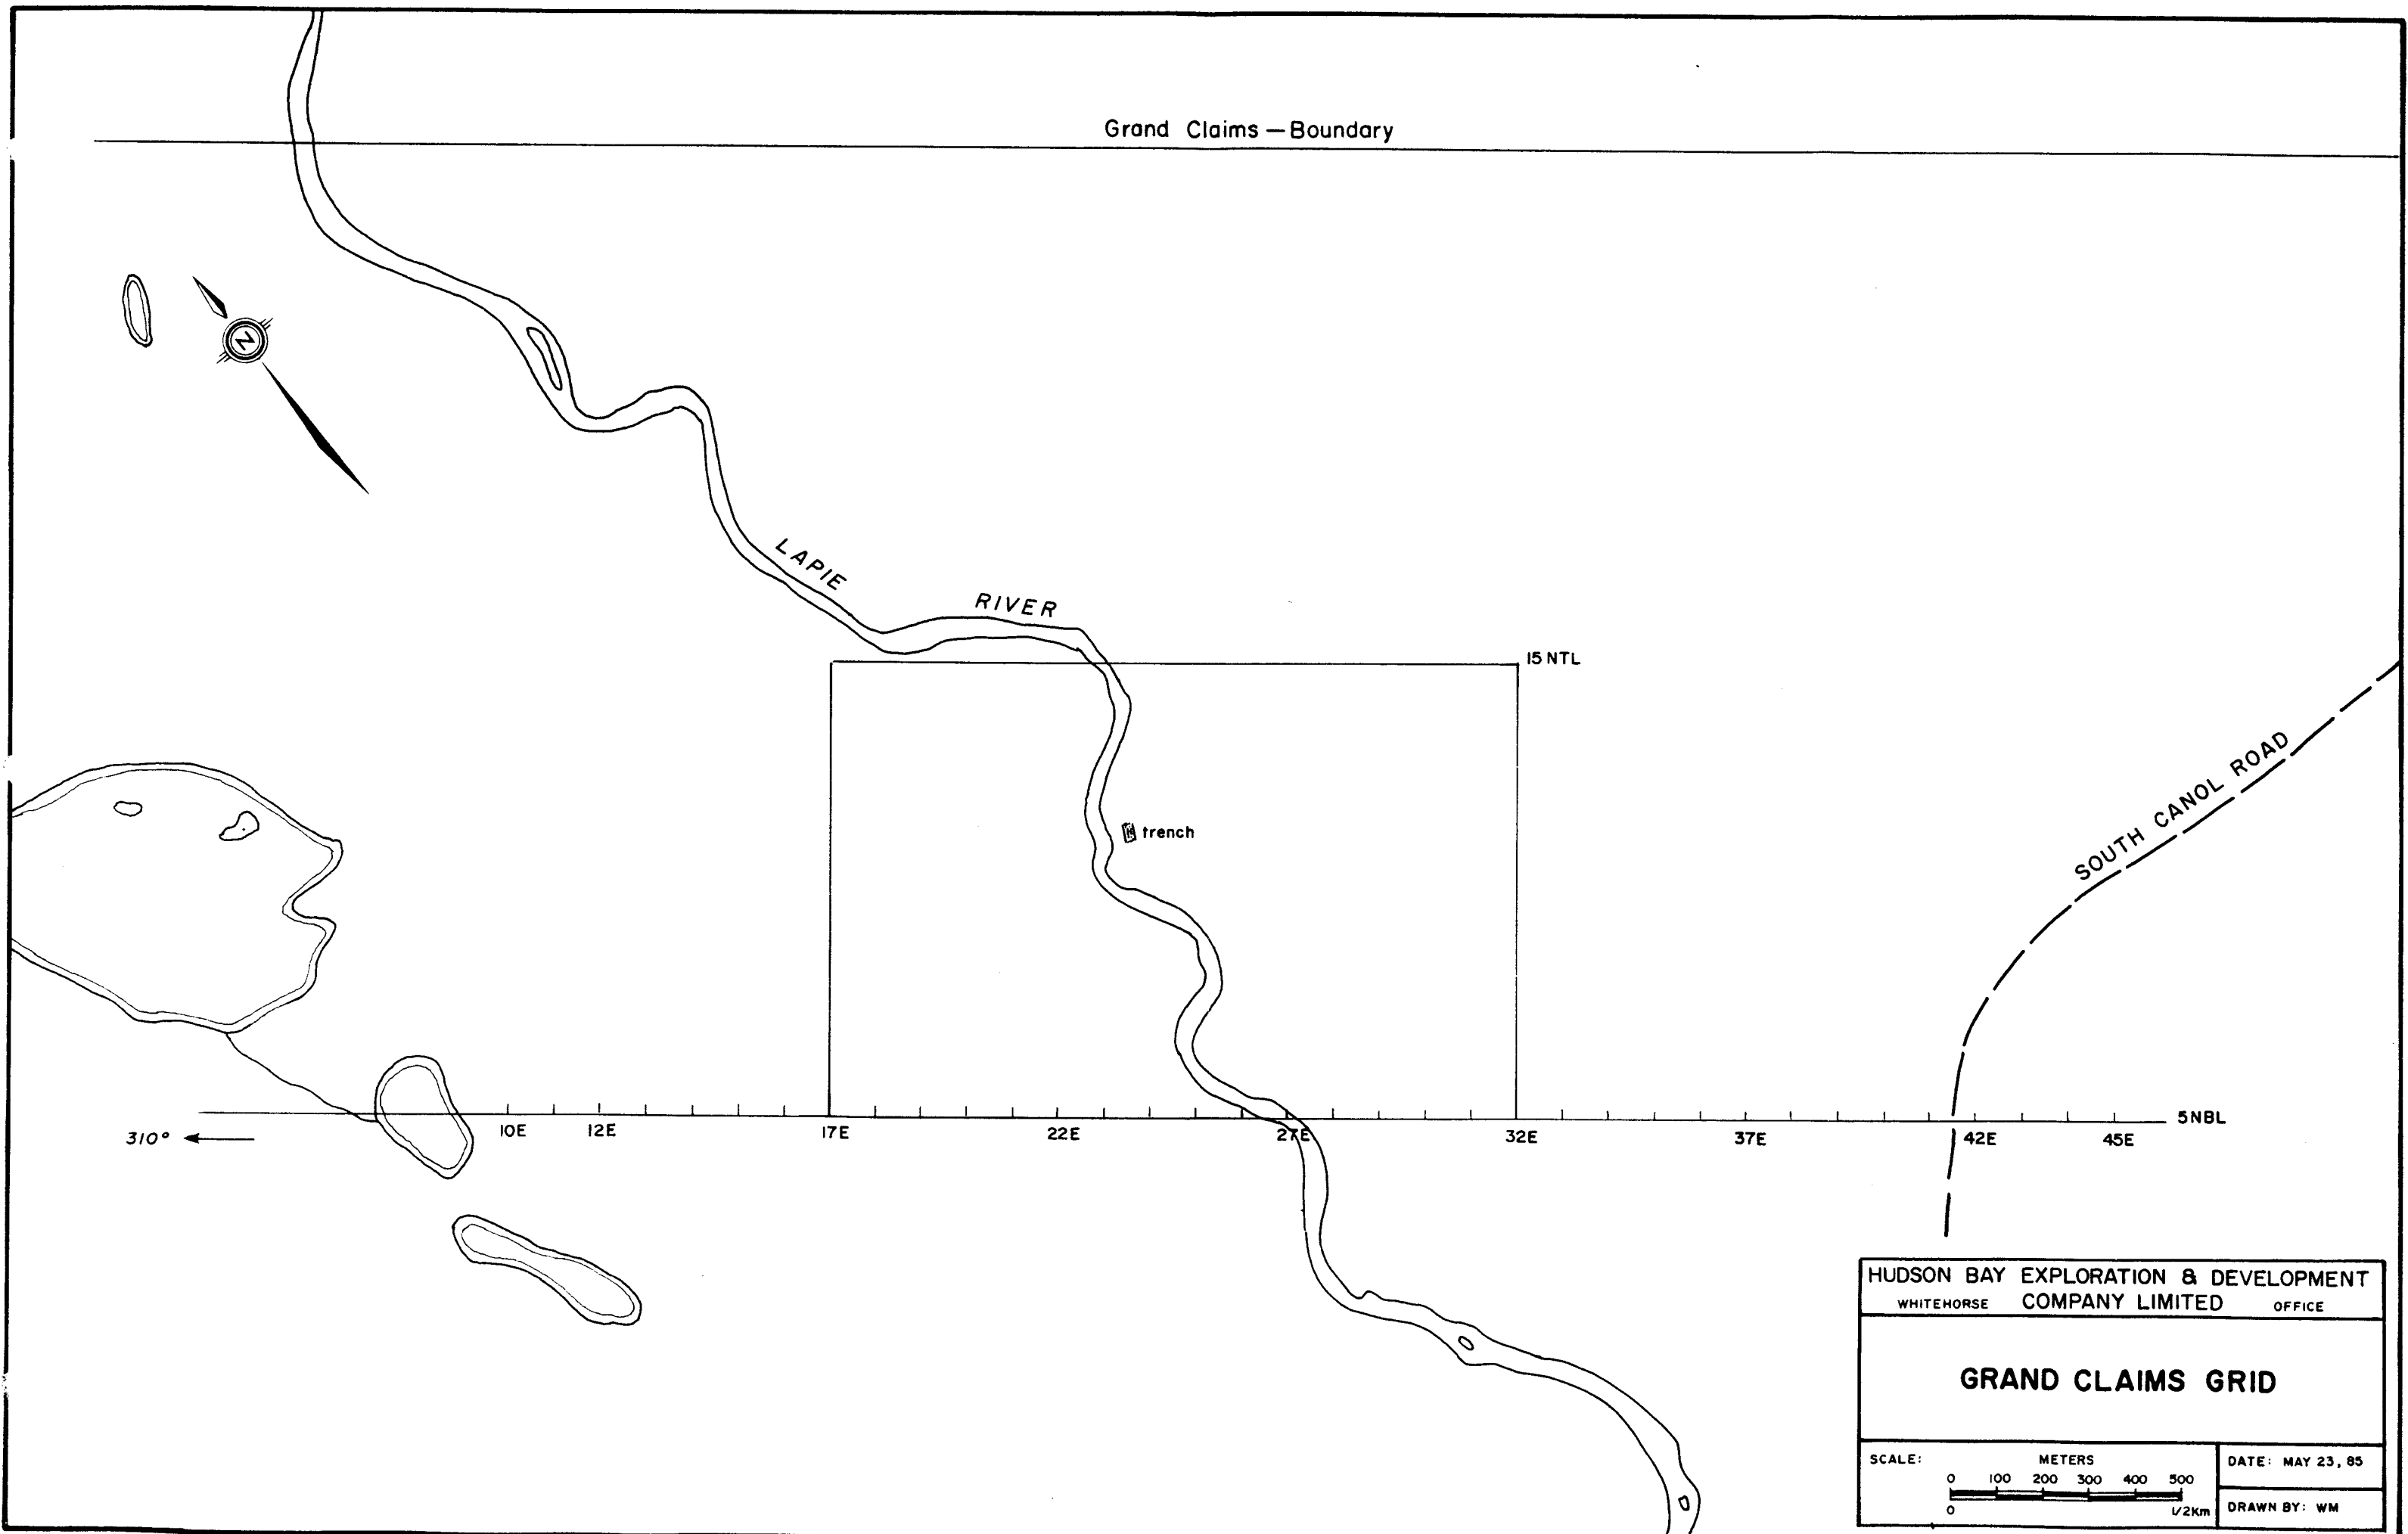 Grand Claims — Boundary
N
LAPIE RIVER
15 NTL
trench
SOUTH CANOL ROAD
310°
10E 12E 17E 22E 27E 32E 37E 42E 45E
5NBL
HUDSON BAY EXPLORATION & DEVELOPMENT
WHITEHORSE COMPANY LIMITED OFFICE
GRAND CLAIMS GRID
SCALE: METERS
0 100 200 300 400 500
0 1/2Km
DATE: MAY 23, 85
DRAWN BY: WM